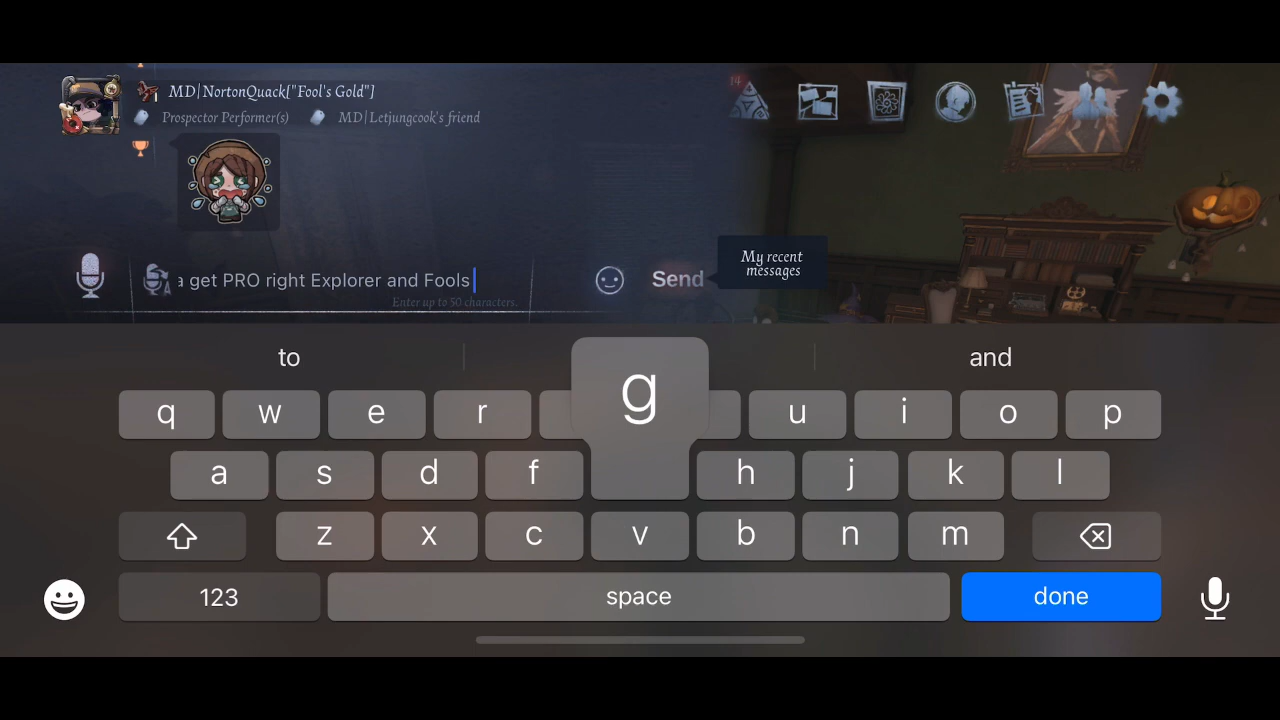 MD|NortonQuack["Fool's Gold"]
14
Prospector Performer(s) MD|Letjungcook's friend
a get PRO right Explorer and Fools
Send
My recent
messages
Enter up to 50 characters.
to and
g
q w e r u i o p
a s d f h j k l
z x c v b n m
123 space done